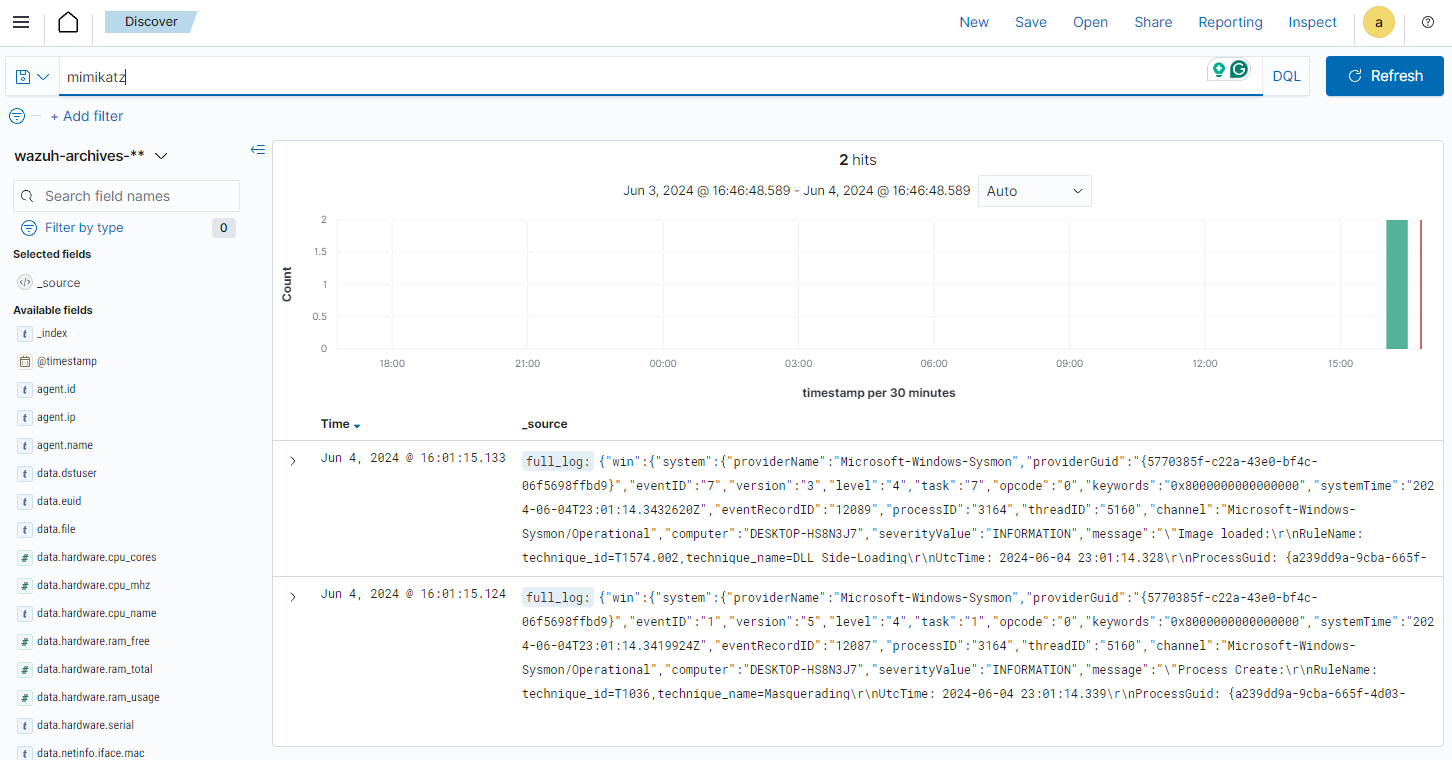 Discover
New Save Open Share Reporting Inspect a
mimikatz
DQL
Refresh
+ Add filter
wazuh-archives-**
Search field names
Filter by type 0
Selected fields
_source
Available fields
t _index
@timestamp
t agent.id
t agent.ip
t agent.name
t data.dstuser
t data.euid
t data.file
# data.hardware.cpu_cores
# data.hardware.cpu_mhz
t data.hardware.cpu_name
# data.hardware.ram_free
# data.hardware.ram_total
# data.hardware.ram_usage
t data.hardware.serial
t data.netinfo.iface.mac
2 hits
Jun 3, 2024 @ 16:46:48.589 - Jun 4, 2024 @ 16:46:48.589 Auto
Count
2
1.5
1
0.5
0
18:00 21:00 00:00 03:00 06:00 09:00 12:00 15:00
timestamp per 30 minutes
Time _source
Jun 4, 2024 @ 16:01:15.133 full_log: {"win":{"system":{"providerName":"Microsoft-Windows-Sysmon","providerGuid":"{5770385f-c22a-43e0-bf4c-
06f5698ffbd9}","eventID":"7","version":"3","level":"4","task":"7","opcode":"0","keywords":"0x8000000000000000","systemTime":"202
4-06-04T23:01:14.3432620Z","eventRecordID":"12089","processID":"3164","threadID":"5160","channel":"Microsoft-Windows-
Sysmon/Operational","computer":"DESKTOP-HS8N3J7","severityValue":"INFORMATION","message":"\"Image loaded:\r\nRuleName:
technique_id=T1574.002,technique_name=DLL Side-Loading\r\nUtcTime: 2024-06-04 23:01:14.328\r\nProcessGuid: {a239dd9a-9cba-665f-
Jun 4, 2024 @ 16:01:15.124 full_log: {"win":{"system":{"providerName":"Microsoft-Windows-Sysmon","providerGuid":"{5770385f-c22a-43e0-bf4c-
06f5698ffbd9}","eventID":"1","version":"5","level":"4","task":"1","opcode":"0","keywords":"0x8000000000000000","systemTime":"202
4-06-04T23:01:14.3419924Z","eventRecordID":"12087","processID":"3164","threadID":"5160","channel":"Microsoft-Windows-
Sysmon/Operational","computer":"DESKTOP-HS8N3J7","severityValue":"INFORMATION","message":"\"Process Create:\r\nRuleName:
technique_id=T1036,technique_name=Masquerading\r\nUtcTime: 2024-06-04 23:01:14.339\r\nProcessGuid: {a239dd9a-9cba-665f-4d03-